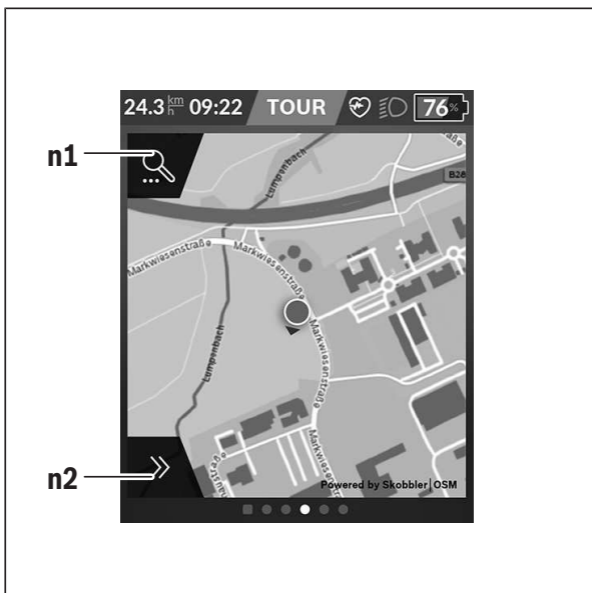 24.3 km/h 09:22 TOUR 76%
n1
Lumpenbach
B28
Markwiesenstraße
Markwiesenstraße
Markwiesenstraße
Lumpenbach
Markwiesenstraße
n2
Powered by Skobbler|OSM